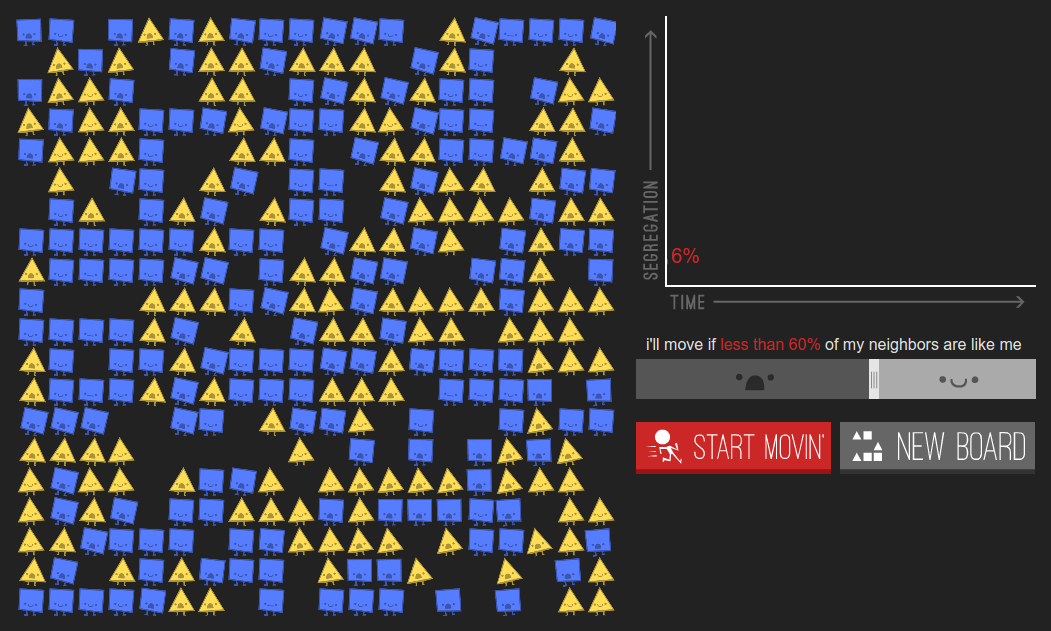 SEGREGATION
6%
TIME
i'll move if less than 60% of my neighbors are like me
START MOVIN'
NEW BOARD